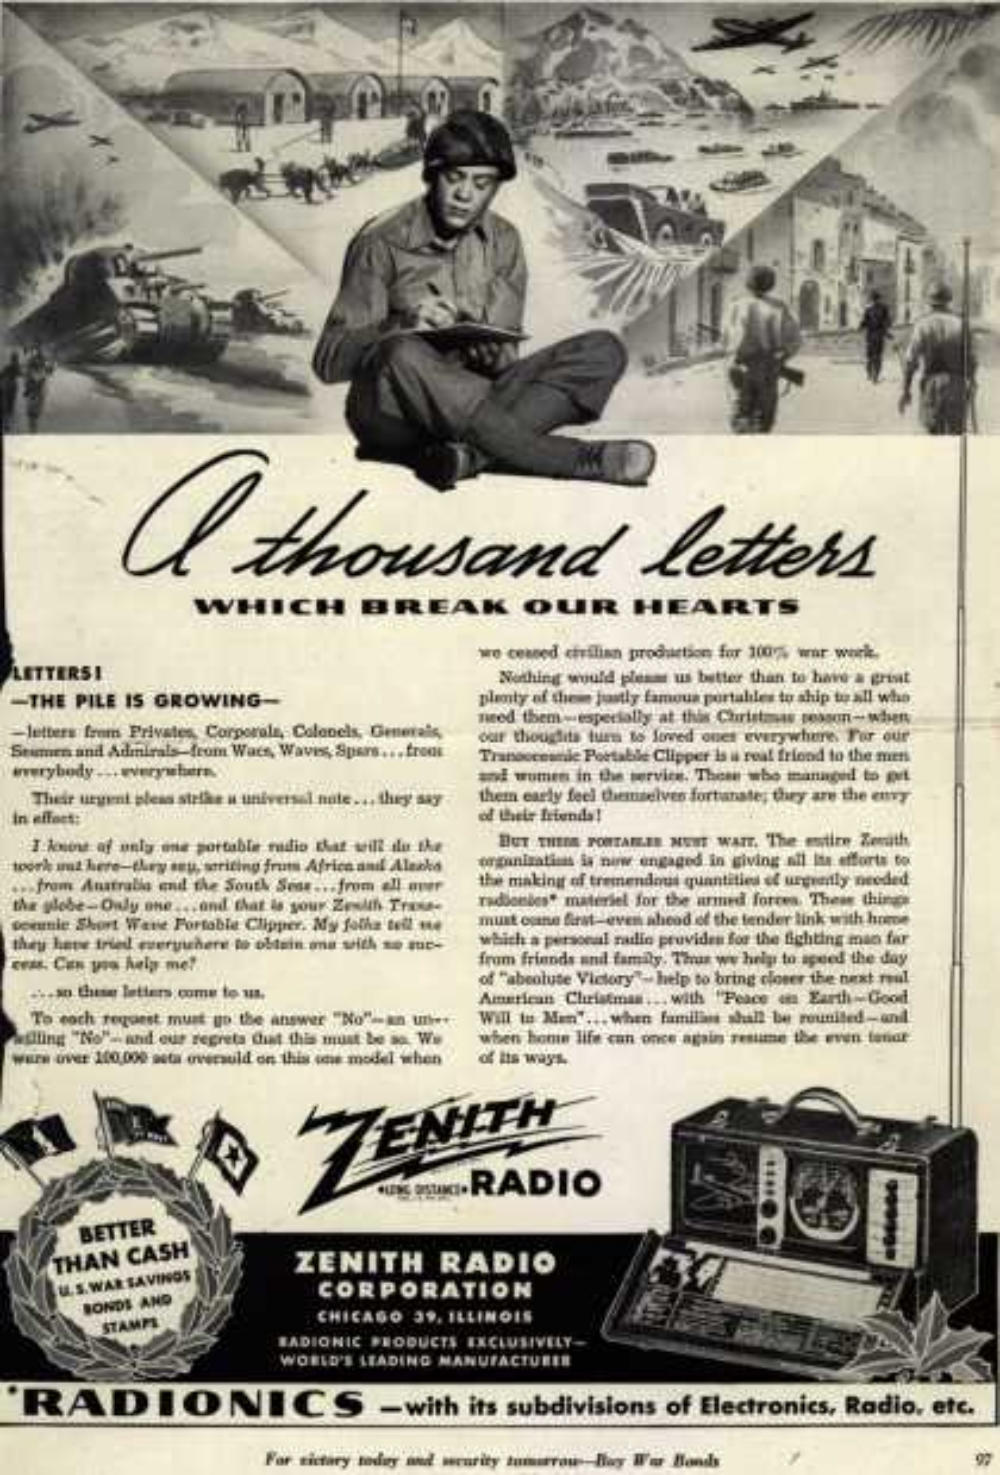 A thousand letters
WHICH BREAK OUR HEARTS
LETTERS!
—THE PILE IS GROWING—
—letters from Privates, Corporals, Colonels, Generals,
Seamen and Admirals—from Wacs, Waves, Spars . . . from
everybody . . . everywhere.
Their urgent pleas strike a universal note . . . they say
in effect:
I know of only one portable radio that will do the
work out here—they say, writing from Africa and Alaska
. . . from Australia and the South Seas . . . from all over
the globe—Only one . . . and that is your Zenith Trans-
oceanic Short Wave Portable Clipper. My folks tell me
they have tried everywhere to obtain one with no suc-
cess. Can you help me?
. . . so these letters come to us.
To each request must go the answer "No"—an un-
willing "No"—and our regrets that this must be so. We
were over 100,000 sets oversold on this one model when
we ceased civilian production for 100% war work.
Nothing would please us better than to have a great
plenty of these justly famous portables to ship to all who
need them—especially at this Christmas season—when
our thoughts turn to loved ones everywhere. For our
Transoceanic Portable Clipper is a real friend to the men
and women in the service. Those who managed to get
them early feel themselves fortunate; they are the envy
of their friends!
BUT THESE PORTABLES MUST WAIT. The entire Zenith
organization is now engaged in giving all its efforts to
the making of tremendous quantities of urgently needed
radionics* materiel for the armed forces. These things
must come first—even ahead of the tender link with home
which a personal radio provides for the fighting man far
from friends and family. Thus we help to speed the day
of "absolute Victory"—help to bring closer the next real
American Christmas . . . with "Peace on Earth—Good
Will to Men" . . . when families shall be reunited—and
when home life can once again resume the even tenor
of its ways.
E
BETTER
THAN CASH
U. S. WAR SAVINGS
BONDS AND
STAMPS
ZENITH
•LONG DISTANCE• RADIO
ZENITH RADIO
CORPORATION
CHICAGO 39, ILLINOIS
RADIONIC PRODUCTS EXCLUSIVELY—
WORLD'S LEADING MANUFACTURER
*RADIONICS —with its subdivisions of Electronics, Radio, etc.
For victory today and security tomorrow—Buy War Bonds
97